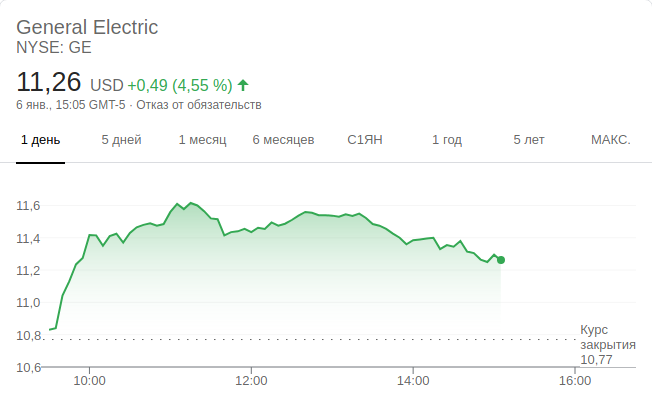 General Electric
NYSE: GE
11,26 USD +0,49 (4,55 %)
6 янв., 15:05 GMT-5 · Отказ от обязательств
1 день 5 дней 1 месяц 6 месяцев С1ЯН 1 год 5 лет МАКС.
11,6
11,4
11,2
11,0
10,8
10,6
Курс
закрытия
10,77
10:00 12:00 14:00 16:00